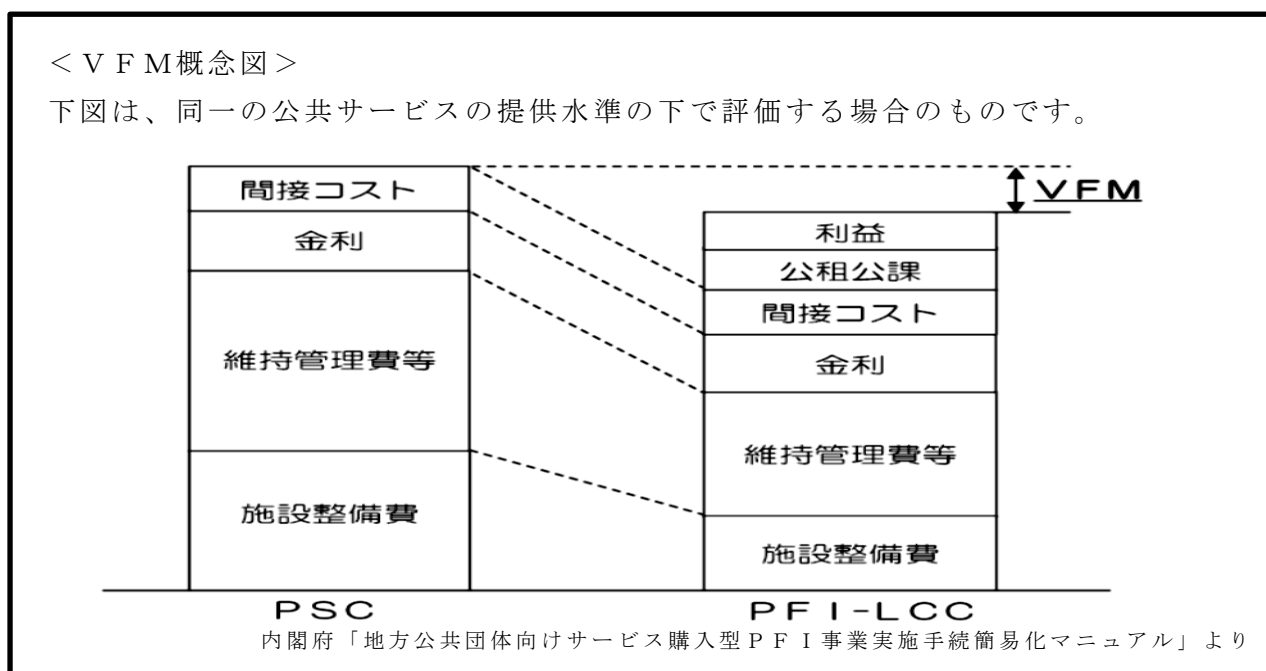 ＜ＶＦＭ概念図＞
下図は、同一の公共サービスの提供水準の下で評価する場合のものです。
間接コスト
金利
維持管理費等
施設整備費
PSC
VFM
利益
公租公課
間接コスト
金利
維持管理費等
施設整備費
PFI-LCC
内閣府「地方公共団体向けサービス購入型ＰＦＩ事業実施手続簡易化マニュアル」より